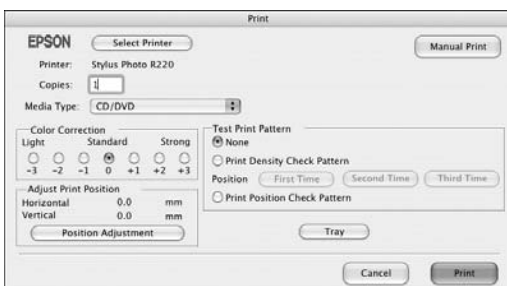 Print
EPSON Select Printer Manual Print
Printer: Stylus Photo R220
Copies: 1
Media Type: CD/DVD
Color Correction
Light Standard Strong
-3 -2 -1 0 +1 +2 +3
Adjust Print Position
Horizontal 0.0 mm
Vertical 0.0 mm
Position Adjustment
Test Print Pattern
None
Print Density Check Pattern
Position First Time Second Time Third Time
Print Position Check Pattern
Tray
Cancel Print